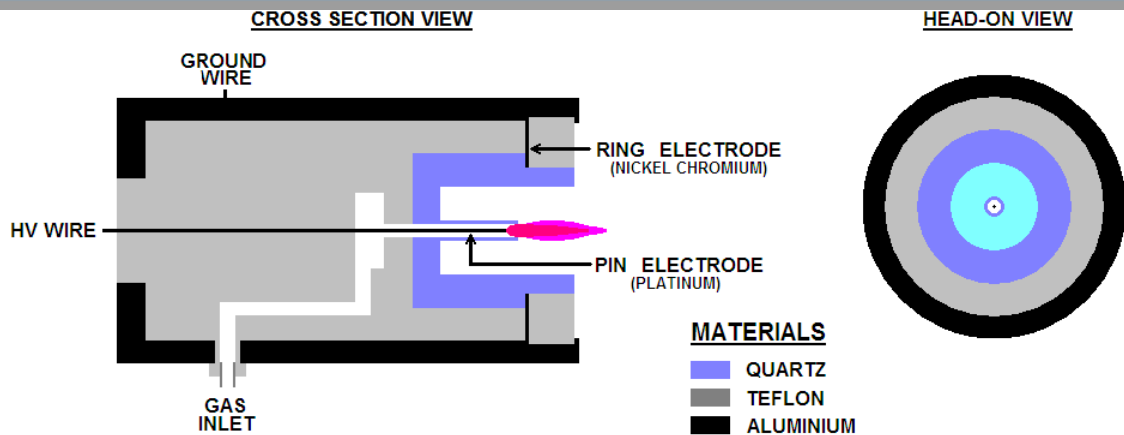 CROSS SECTION VIEW
HEAD-ON VIEW
GROUND
WIRE
RING ELECTRODE
(NICKEL CHROMIUM)
HV WIRE
PIN ELECTRODE
(PLATINUM)
MATERIALS
QUARTZ
TEFLON
ALUMINIUM
GAS
INLET